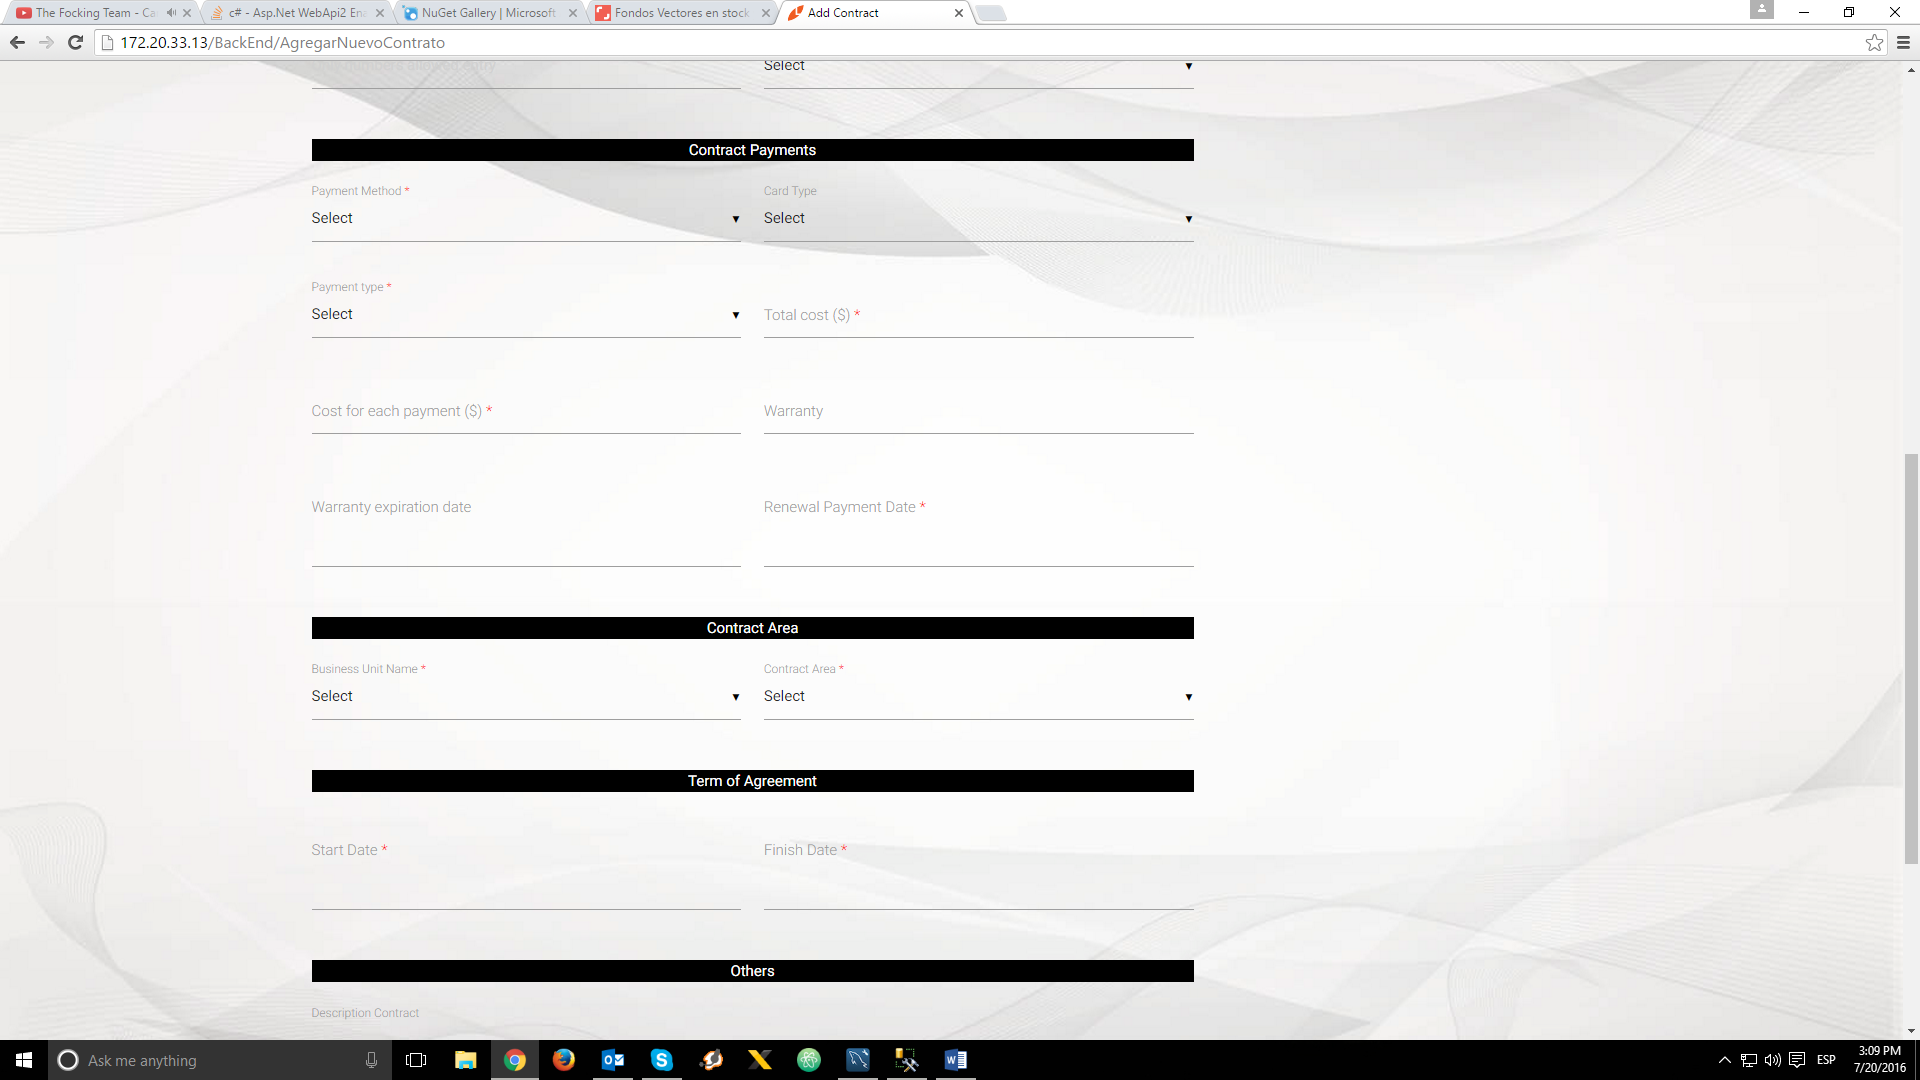 The Focking Team - Ca
c# - Asp.Net WebApi2 Ena
NuGet Gallery | Microsoft
Fondos Vectores en stock
Add Contract
172.20.33.13/BackEnd/AgregarNuevoContrato
Select
Contract Payments
Payment Method *
Card Type
Select
Select
Payment type *
Select
Total cost ($) *
Cost for each payment ($) *
Warranty
Warranty expiration date
Renewal Payment Date *
Contract Area
Business Unit Name *
Contract Area *
Select
Select
Term of Agreement
Start Date *
Finish Date *
Others
Description Contract
Ask me anything
ESP
3:09 PM
7/20/2016